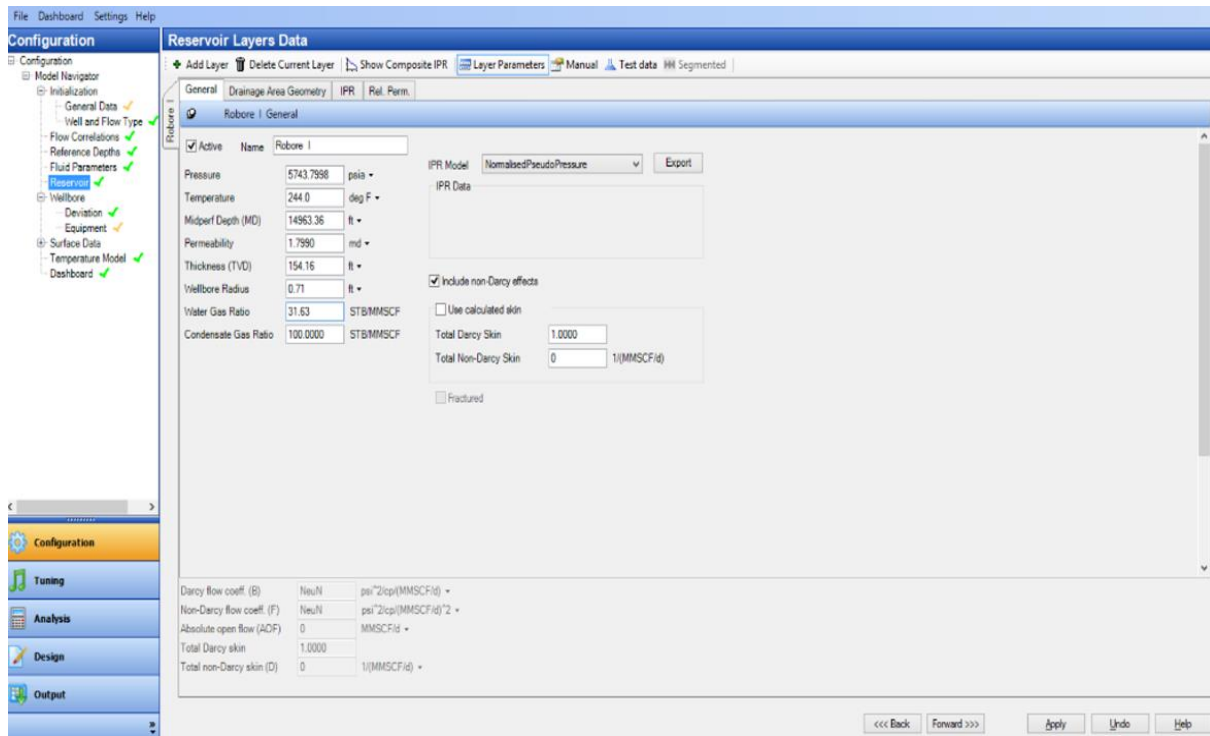 File Dashboard Settings Help
Configuration
Reservoir Layers Data
Configuration
Model Navigator
Initialization
General Data
Well and Flow Type
Flow Correlations
Reference Depths
Fluid Parameters
Reservoir
Wellbore
Deviation
Equipment
Surface Data
Temperature Model
Dashboard
Configuration
Tuning
Analysis
Design
Output
Add Layer Delete Current Layer Show Composite IPR Layer Parameters Manual Test data Segmented
Robore I
General Drainage Area Geometry IPR Rel. Perm.
Robore I General
Active Name Robore I
Pressure 5743.7998 psia
Temperature 244.0 deg F
Midperf Depth (MD) 14963.36 ft
Permeability 1.7990 md
Thickness (TVD) 154.16 ft
Wellbore Radius 0.71 ft
Water Gas Ratio 31.63 STB/MMSCF
Condensate Gas Ratio 100.0000 STB/MMSCF
IPR Model NormalisedPseudoPressure Export
IPR Data
Include non-Darcy effects
Use calculated skin
Total Darcy Skin 1.0000
Total Non-Darcy Skin 0 1/(MMSCF/d)
Fractured
Darcy flow coeff. (B) NeuN psi^2/cp/(MMSCF/d)
Non-Darcy flow coeff. (F) NeuN psi^2/cp/(MMSCF/d)^2
Absolute open flow (AOF) 0 MMSCF/d
Total Darcy skin 1.0000
Total non-Darcy skin (D) 0 1/(MMSCF/d)
<<< Back Forward >>> Apply Undo Help